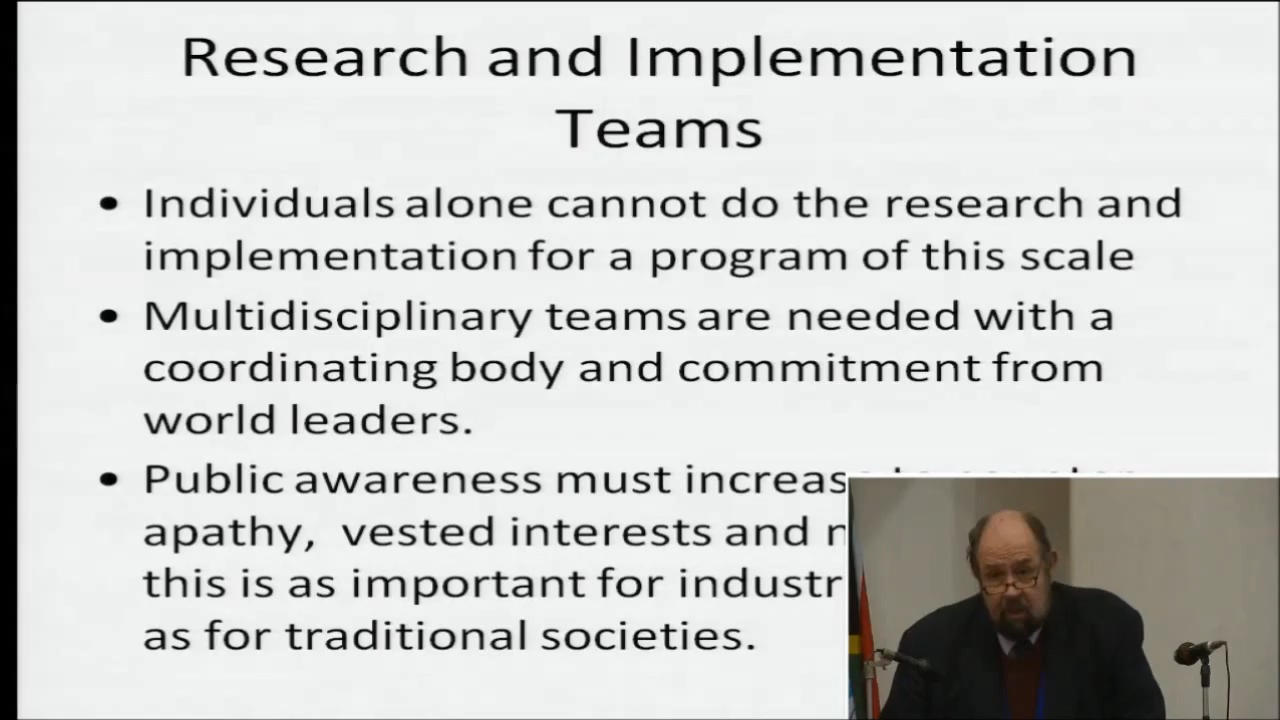 Research and Implementation
Teams
• Individuals alone cannot do the research and
implementation for a program of this scale
• Multidisciplinary teams are needed with a
coordinating body and commitment from
world leaders.
• Public awareness must increase
apathy, vested interests and
this is as important for
as for traditional societies.